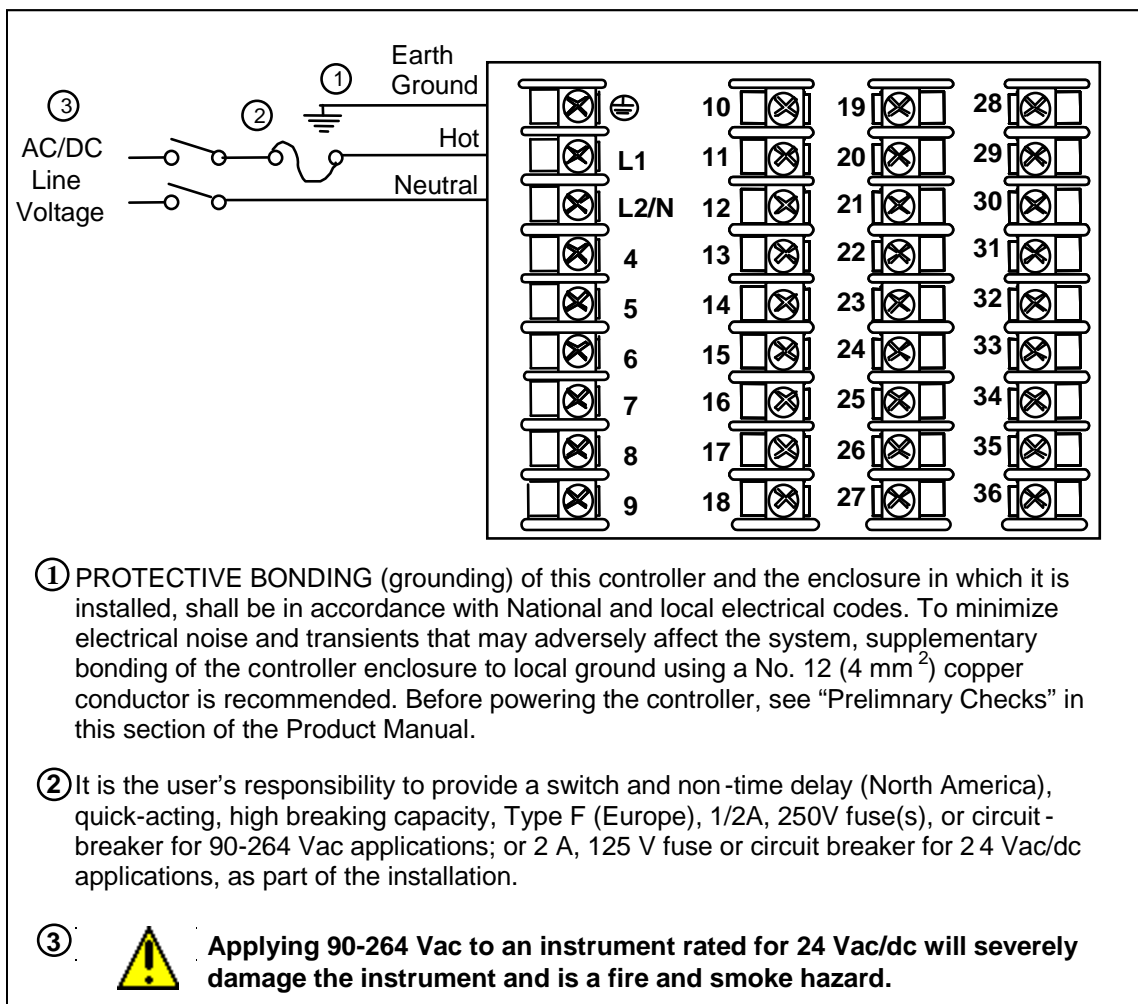 Earth
Ground
1
3
2
Hot
AC/DC
Line
Voltage
Neutral
10 19 28
L1 11 20 29
L2/N 12 21 30
4 13 22 31
5 14 23 32
6 15 24 33
7 16 25 34
8 17 26 35
9 18 27 36
1 PROTECTIVE BONDING (grounding) of this controller and the enclosure in which it is
installed, shall be in accordance with National and local electrical codes. To minimize
electrical noise and transients that may adversely affect the system, supplementary
bonding of the controller enclosure to local ground using a No. 12 (4 mm²) copper
conductor is recommended. Before powering the controller, see “Prelimnary Checks” in
this section of the Product Manual.
2 It is the user’s responsibility to provide a switch and non-time delay (North America),
quick-acting, high breaking capacity, Type F (Europe), 1/2A, 250V fuse(s), or circuit-
breaker for 90-264 Vac applications; or 2 A, 125 V fuse or circuit breaker for 2 4 Vac/dc
applications, as part of the installation.
3 Applying 90-264 Vac to an instrument rated for 24 Vac/dc will severely
damage the instrument and is a fire and smoke hazard.